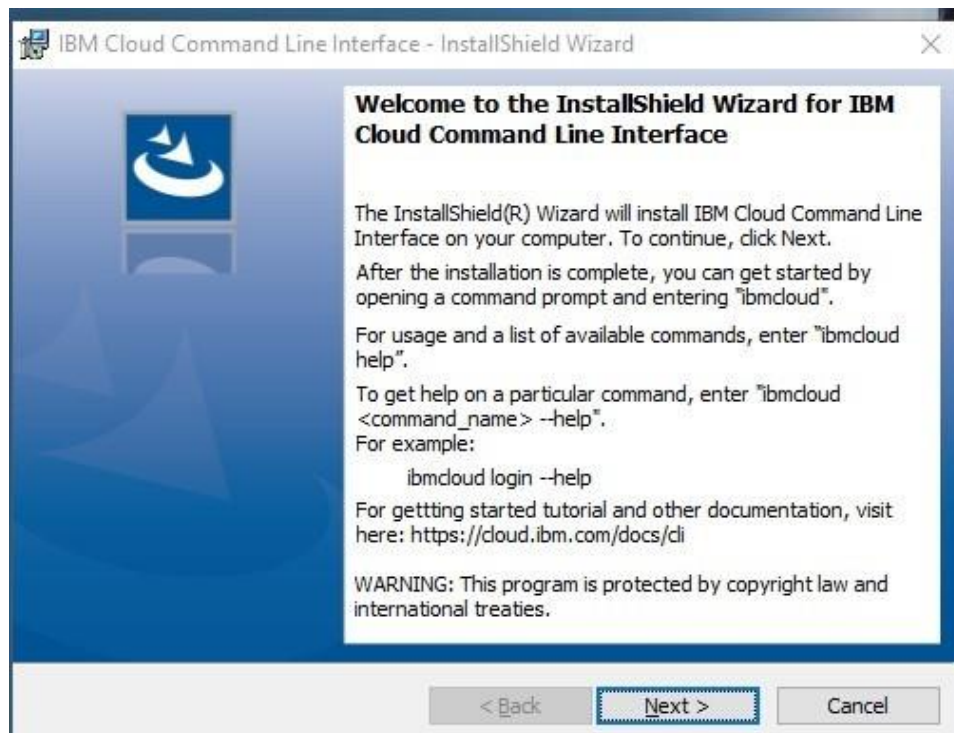 IBM Cloud Command Line Interface - InstallShield Wizard
Welcome to the InstallShield Wizard for IBM
Cloud Command Line Interface
The InstallShield(R) Wizard will install IBM Cloud Command Line
Interface on your computer. To continue, click Next.
After the installation is complete, you can get started by
opening a command prompt and entering "ibmcloud".
For usage and a list of available commands, enter “ibmcloud
help”.
To get help on a particular command, enter "ibmcloud
<command_name> --help".
For example:
ibmcloud login --help
For gettting started tutorial and other documentation, visit
here: https://cloud.ibm.com/docs/cli
WARNING: This program is protected by copyright law and
international treaties.
< Back
Next >
Cancel